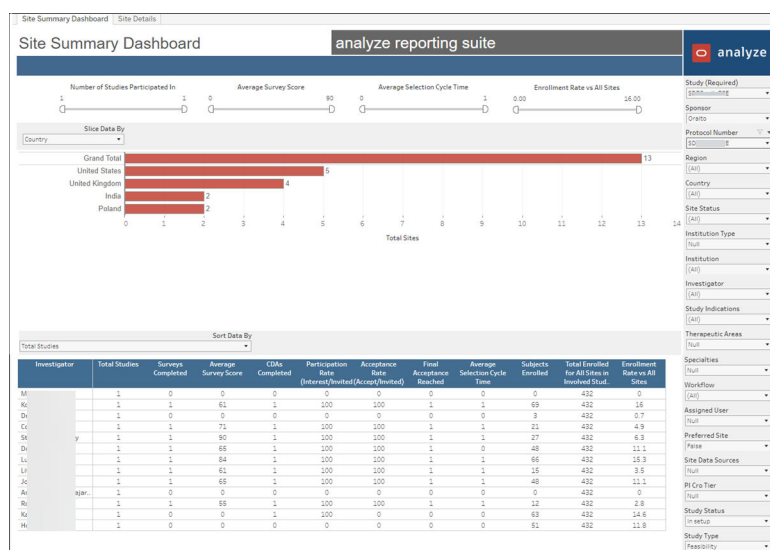 Site Summary Dashboard
Site Details
Site Summary Dashboard
analyze reporting suite
analyze
Number of Studies Participated In
Average Survey Score
Average Selection Cycle Time
Enrollment Rate vs All Sites
1 1 0 90 0 1 0.00 16.00
Slice Data By
Country
Grand Total 13
United States 5
United Kingdom 4
India 2
Poland 2
0 1 2 3 4 5 6 7 8 9 10 11 12 13 14
Total Sites
Sort Data By
Total Studies
Investigator Total Studies Surveys Completed Average Survey Score CDAs Completed Participation Rate (Interest/Invited) Acceptance Rate (Accept/Invited) Final Acceptance Reached Average Selection Cycle Time Subjects Enrolled Total Enrolled for All Sites in Involved Stud.. Enrollment Rate vs All Sites
1 0 0 0 0 0 0 0 0 432 0
1 1 61 1 100 100 1 1 69 432 16
1 0 0 0 0 0 0 0 3 432 0.7
1 1 71 1 100 100 1 1 21 432 4.9
y 1 1 90 1 100 100 1 1 27 432 6.3
1 1 65 1 100 100 1 0 48 432 11.1
1 1 84 1 100 100 1 1 66 432 15.3
1 1 61 1 100 100 1 1 15 432 3.5
1 1 65 1 100 100 1 1 48 432 11.1
ajar.. 1 0 0 0 0 0 0 0 0 432 0
1 1 55 1 100 100 1 1 12 432 2.8
1 0 0 1 100 0 0 0 63 432 14.6
1 0 0 0 0 0 0 0 51 432 11.8
Study (Required)
Sponsor
Oralto
Protocol Number
SD E
Region
(All)
Country
(All)
Site Status
(All)
Institution Type
Null
Institution
(All)
Investigator
(All)
Study Indications
(All)
Therapeutic Areas
Null
Specialties
Null
Workflow
(All)
Assigned User
Null
Preferred Site
False
Site Data Sources
Null
PI Cro Tier
Null
Study Status
In setup
Study Type
Feasibility